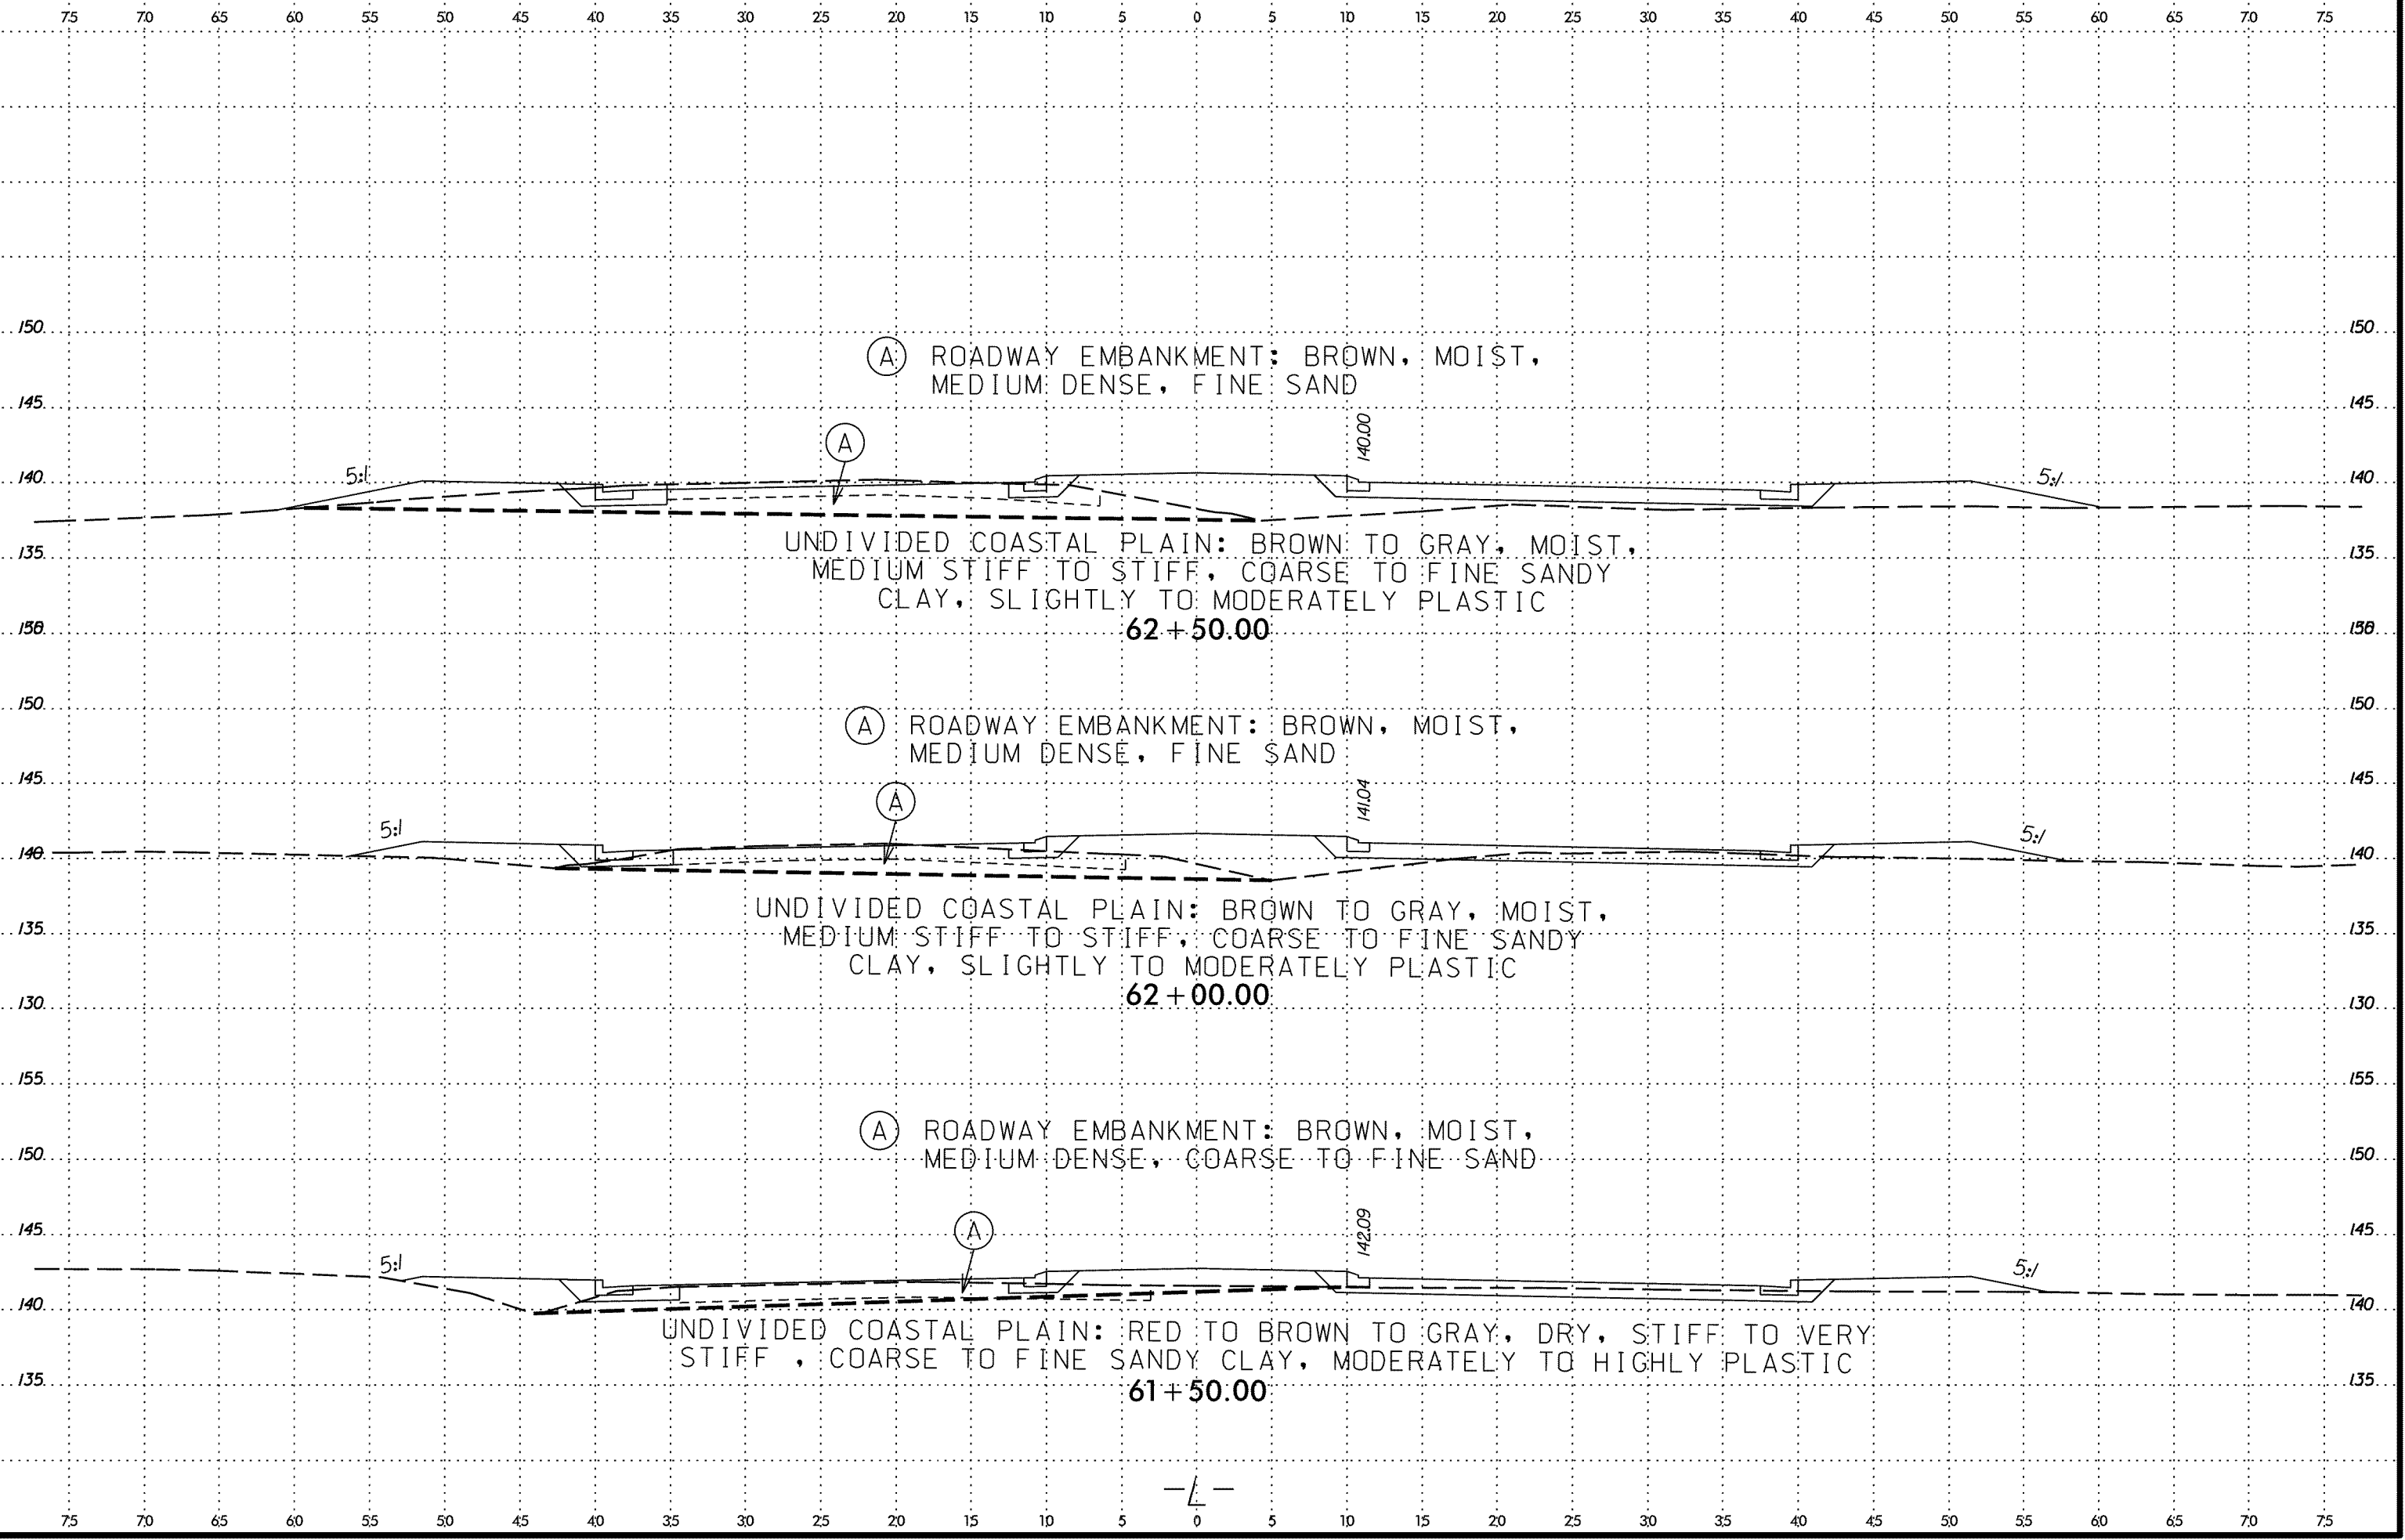 75 70 65 60 55 50 45 40 35 30 25 20 15 10 5 0 5 10 15 20 25 30 35 40 45 50 55 60 65 70 75
150 150
A ROADWAY EMBANKMENT: BROWN, MOIST,
MEDIUM DENSE, FINE SAND
145 145
140.00
A
140 5:1 5:1 140
135 135
UNDIVIDED COASTAL PLAIN: BROWN TO GRAY, MOIST,
MEDIUM STIFF TO STIFF, COARSE TO FINE SANDY
CLAY, SLIGHTLY TO MODERATELY PLASTIC
62+50.00
150 150
A ROADWAY EMBANKMENT: BROWN, MOIST,
MEDIUM DENSE, FINE SAND
145 145
141.04
A
5:1 5:1
140 140
UNDIVIDED COASTAL PLAIN: BROWN TO GRAY, MOIST,
135 135
MEDIUM STIFF TO STIFF, COARSE TO FINE SANDY
CLAY, SLIGHTLY TO MODERATELY PLASTIC
62+00.00
130 130
155 155
A ROADWAY EMBANKMENT: BROWN, MOIST,
MEDIUM DENSE, COARSE TO FINE SAND
150 150
145 145
142.09
A
5:1 5:1
140 140
UNDIVIDED COASTAL PLAIN: RED TO BROWN TO GRAY, DRY, STIFF TO VERY
STIFF , COARSE TO FINE SANDY CLAY, MODERATELY TO HIGHLY PLASTIC
135 135
61+50.00
-L-
75 70 65 60 55 50 45 40 35 30 25 20 15 10 5 0 5 10 15 20 25 30 35 40 45 50 55 60 65 70 75